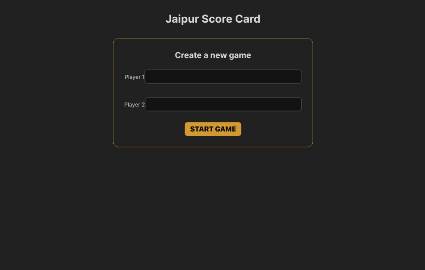 Jaipur Score Card
Create a new game
Player 1
Player 2
START GAME